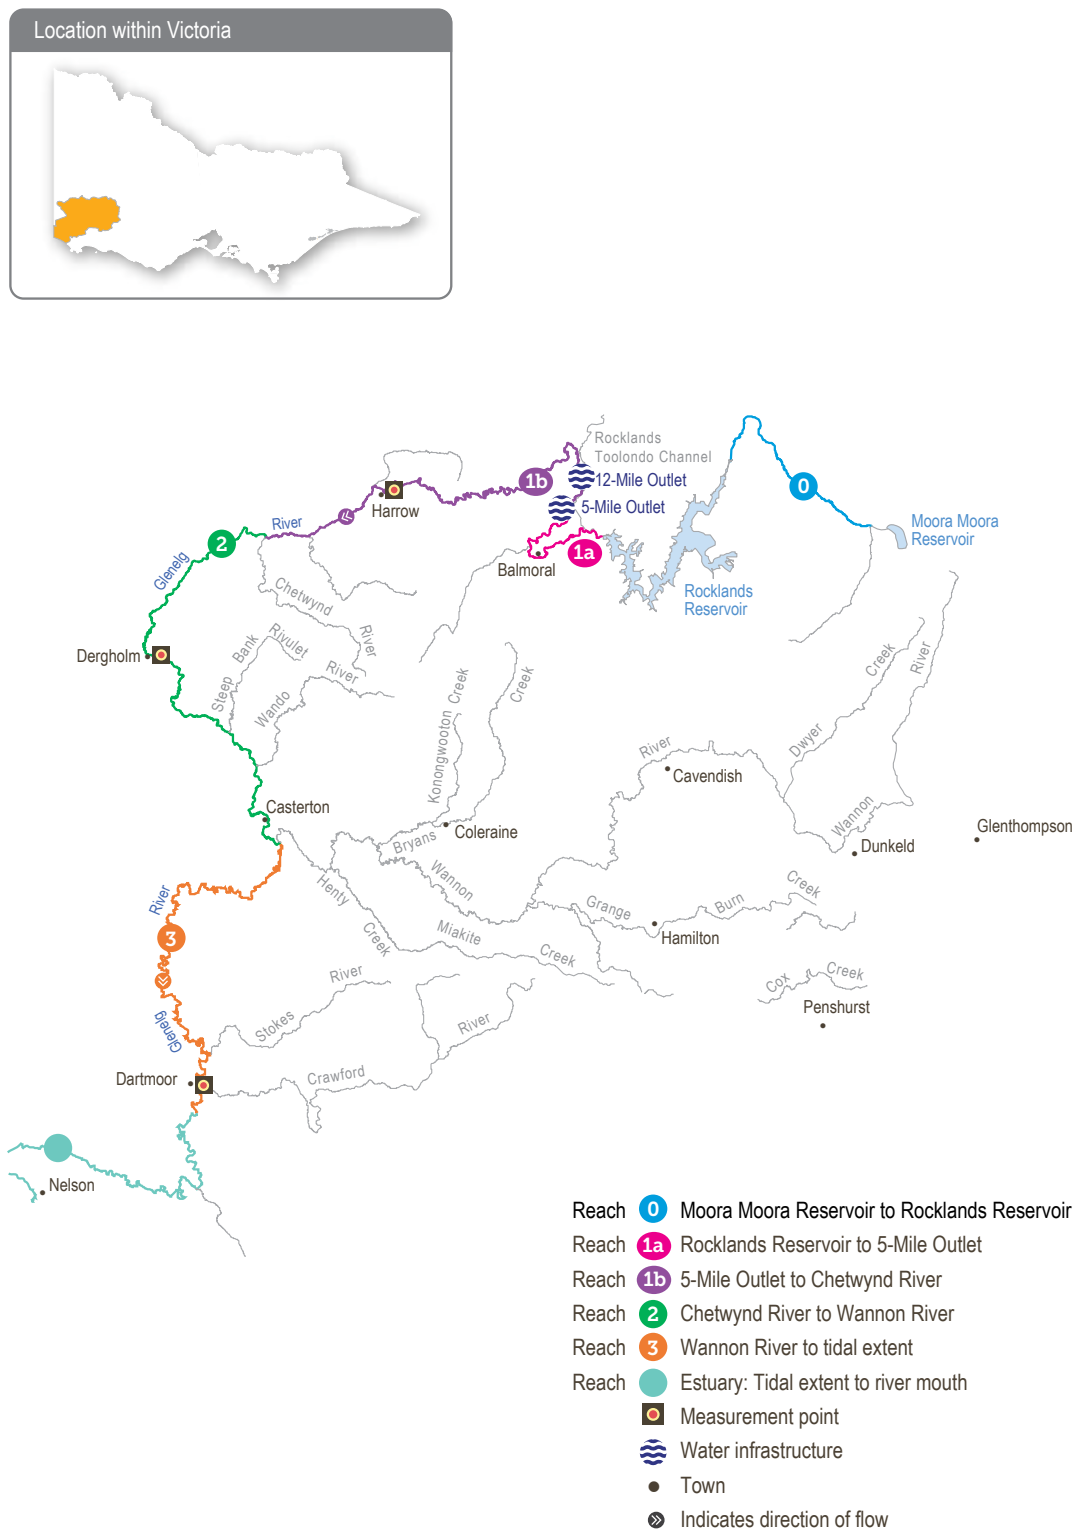 Location within Victoria
Rocklands
Toolondo Channel
12-Mile Outlet
5-Mile Outlet
1b
0
Harrow
River
2
Glenelg
1a
Balmoral
Moora Moora
Reservoir
Rocklands
Reservoir
Chetwynd
River
Dergholm
Steep
Bank
Rivulet
Wando
River
Konongwooton
Creek
Creek
Dwyer
Creek
River
River
Cavendish
Casterton
Coleraine
Bryans
Wannon
Wannon
Dunkeld
Glenthompson
Henty
Creek
Grange
Burn
Creek
Hamilton
Miakite
Creek
River
3
Glenelg
Stokes
River
River
Crawford
Cox
Creek
Penshurst
Dartmoor
Nelson
Reach 0 Moora Moora Reservoir to Rocklands Reservoir
Reach 1a Rocklands Reservoir to 5-Mile Outlet
Reach 1b 5-Mile Outlet to Chetwynd River
Reach 2 Chetwynd River to Wannon River
Reach 3 Wannon River to tidal extent
Reach Estuary: Tidal extent to river mouth
Measurement point
Water infrastructure
Town
Indicates direction of flow